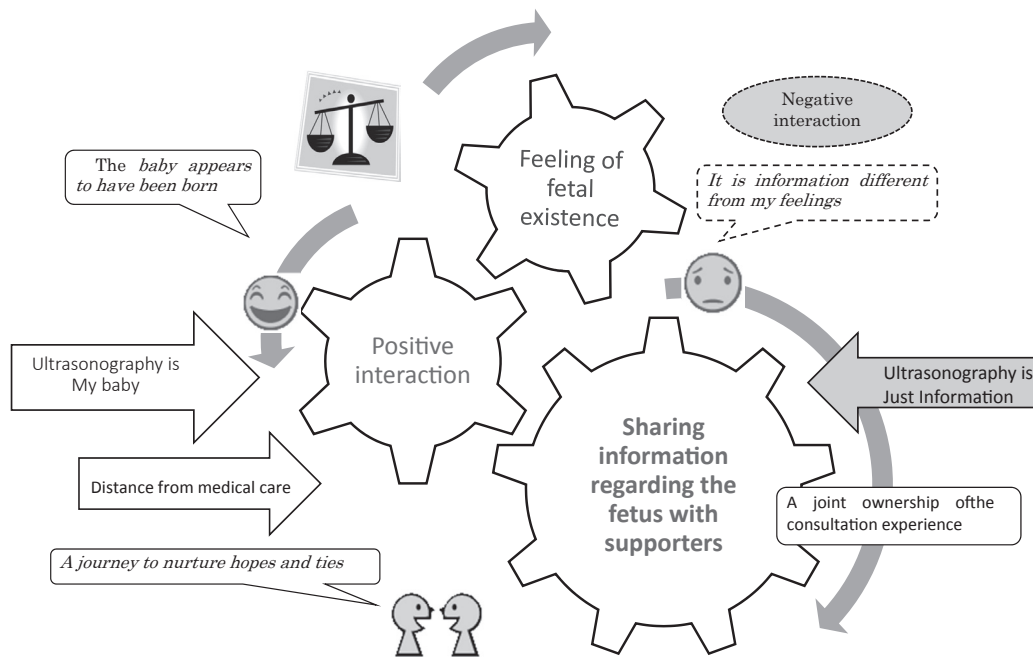 Negative
interaction
Feeling of
fetal
existence
The baby appears
to have been born
It is information different
from my feelings
Ultrasonography is
My baby
Positive
interaction
Ultrasonography is
Just Information
Sharing
information
regarding the
fetus with
supporters
Distance from medical care
A joint ownership ofthe
consultation experience
A journey to nurture hopes and ties